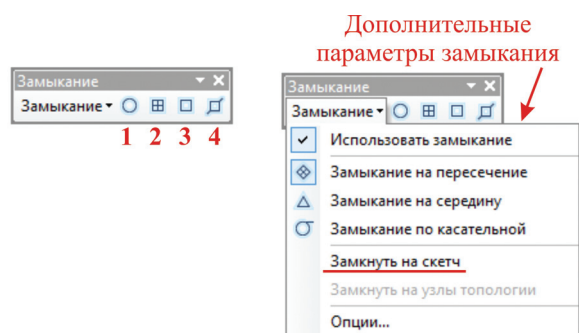 Дополнительные
параметры замыкания
Замыкание
Замыкание
1 2 3 4
Замыкание
Замыкание
Использовать замыкание
Замыкание на пересечение
Замыкание на середину
Замыкание по касательной
Замкнуть на скетч
Замкнуть на узлы топологии
Опции...